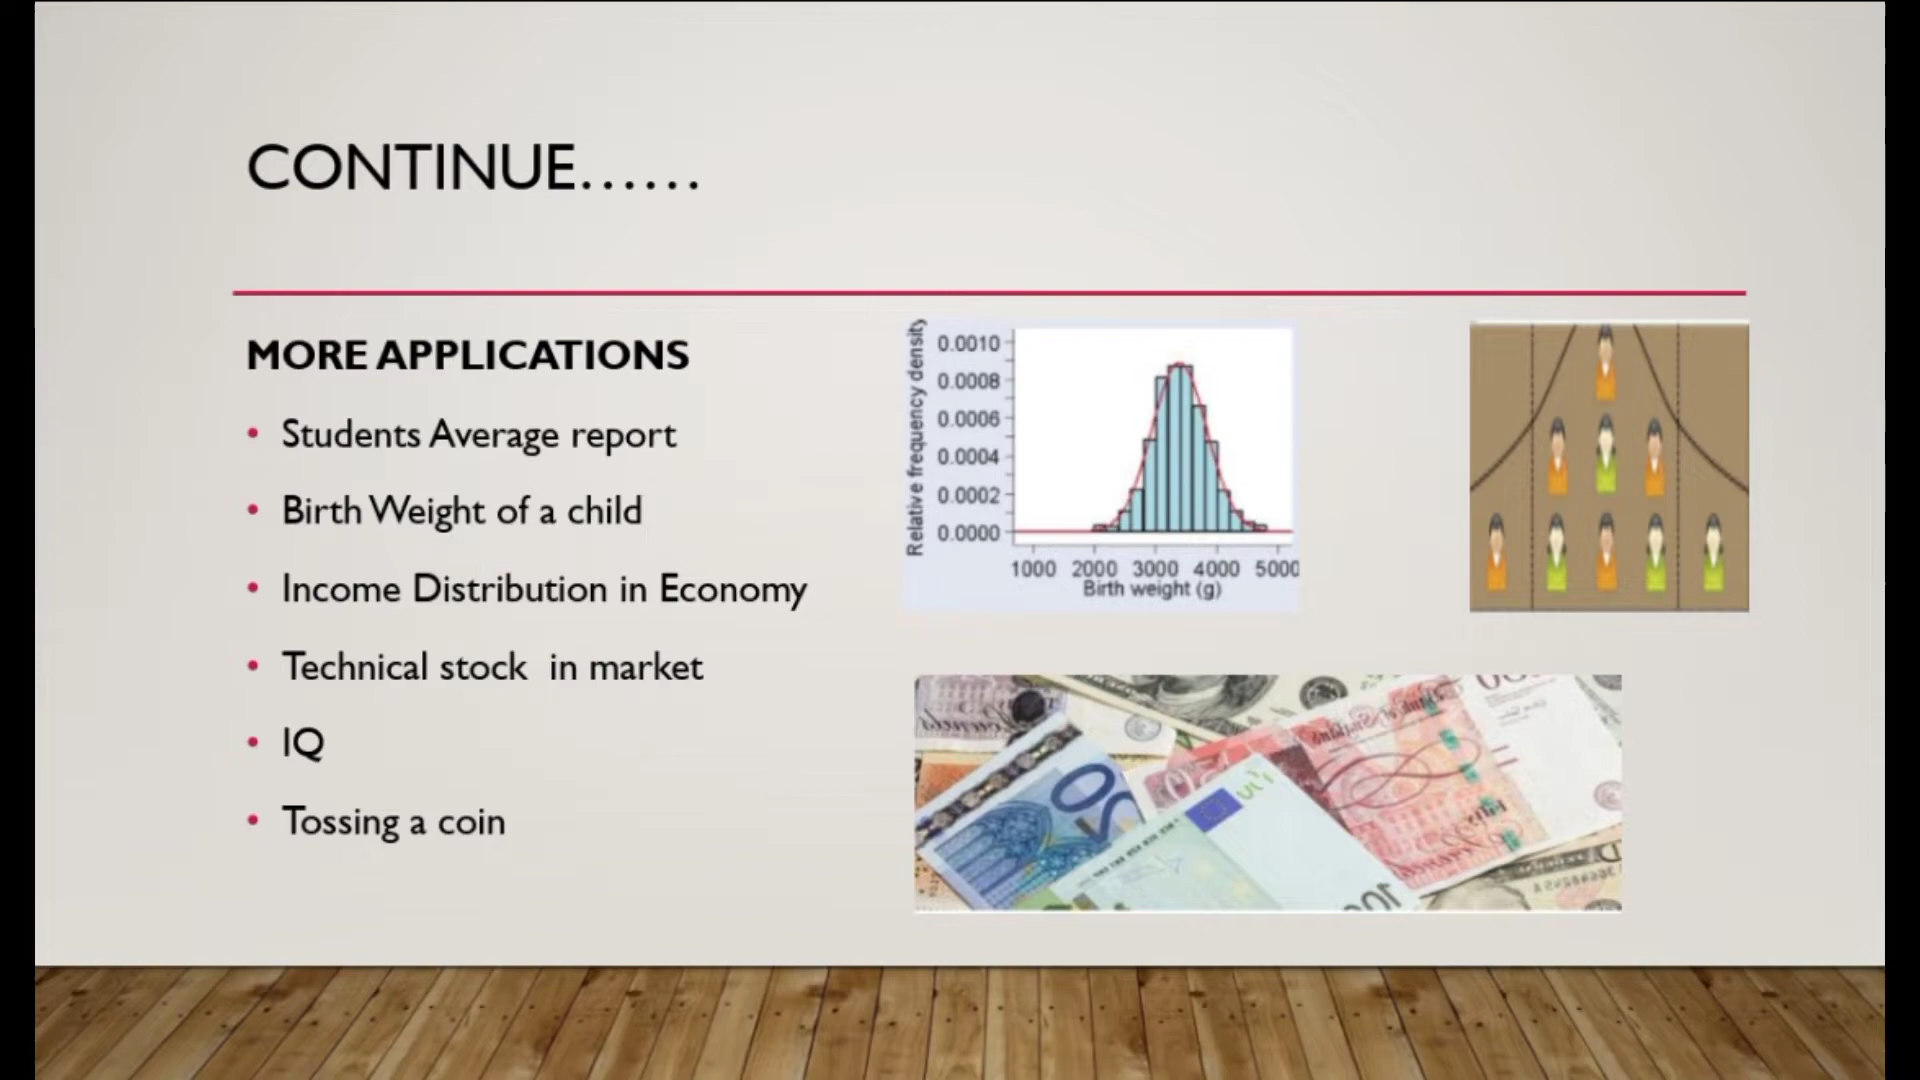 CONTINUE......
MORE APPLICATIONS
• Students Average report
• Birth Weight of a child
• Income Distribution in Economy
• Technical stock in market
• IQ
• Tossing a coin
Relative frequency density
0.0010
0.0008
0.0006
0.0004
0.0002
0.0000
1000 2000 3000 4000 5000
Birth weight (g)
20
100